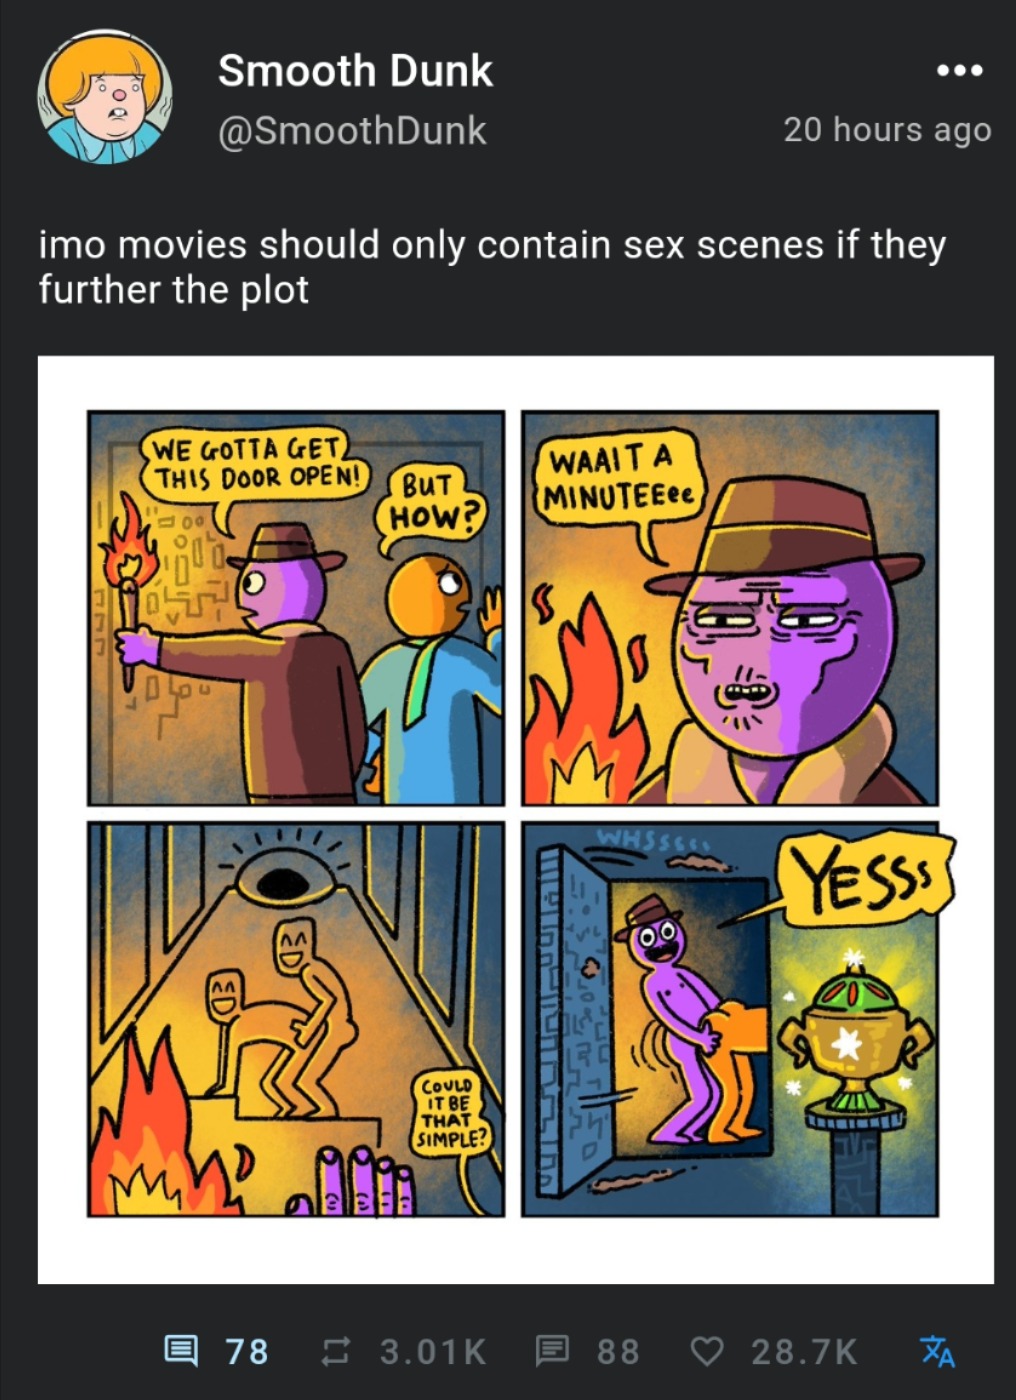 Smooth Dunk
@SmoothDunk
20 hours ago
imo movies should only contain sex scenes if they
further the plot
WE GOTTA GET
THIS DOOR OPEN!
BUT
HOW?
WAAIT A
MINUTEEee
COULD
IT BE
THAT
SIMPLE?
WHSSSSSS
YESSs
78
3.01K
88
28.7K